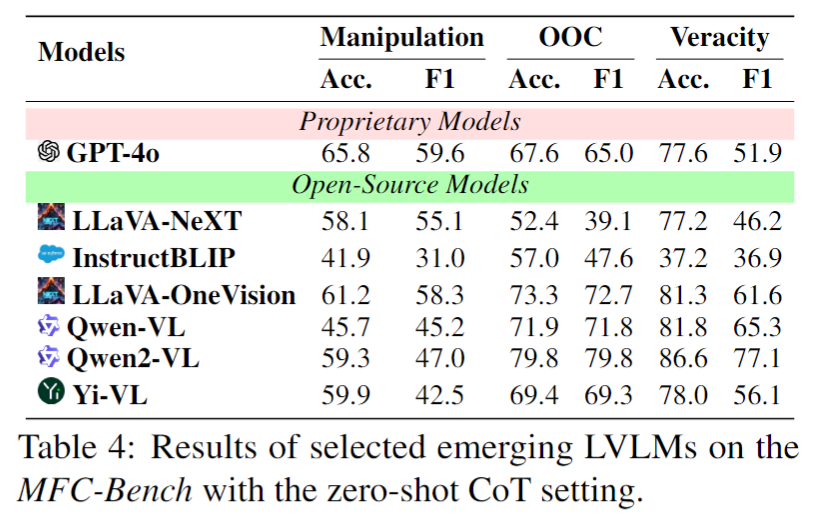 Models Manipulation OOC Veracity
Acc. F1 Acc. F1 Acc. F1
Proprietary Models
GPT-4o 65.8 59.6 67.6 65.0 77.6 51.9
Open-Source Models
LLaVA-NeXT 58.1 55.1 52.4 39.1 77.2 46.2
InstructBLIP 41.9 31.0 57.0 47.6 37.2 36.9
LLaVA-OneVision 61.2 58.3 73.3 72.7 81.3 61.6
Qwen-VL 45.7 45.2 71.9 71.8 81.8 65.3
Qwen2-VL 59.3 47.0 79.8 79.8 86.6 77.1
Yi-VL 59.9 42.5 69.4 69.3 78.0 56.1
Table 4: Results of selected emerging LVLMs on the
MFC-Bench with the zero-shot CoT setting.